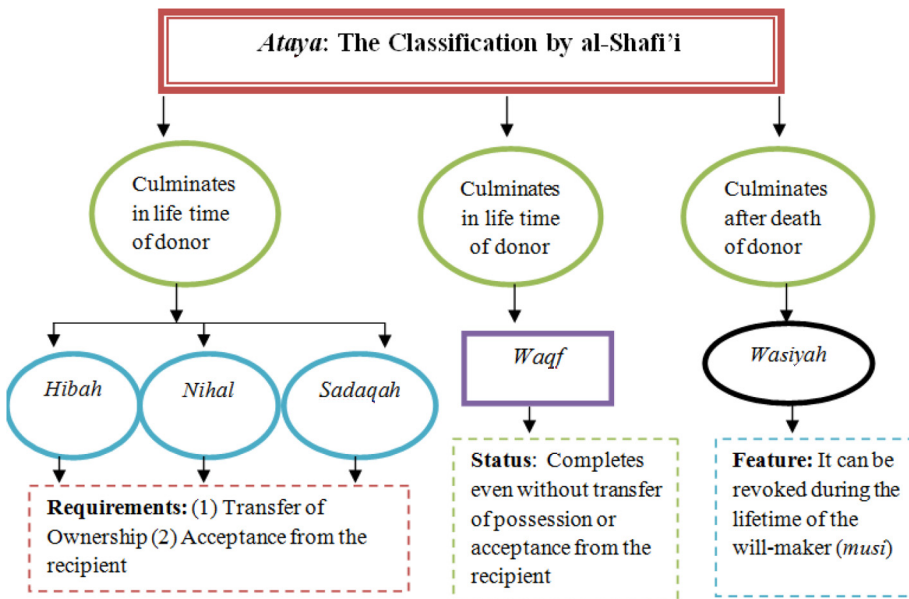 Ataya: The Classification by al-Shafi’i
Culminates
in life time
of donor
Culminates
in life time
of donor
Culminates
after death
of donor
Hibah
Nihal
Sadaqah
Waqf
Wasiyah
Requirements: (1) Transfer of
Ownership (2) Acceptance from the
recipient
Status: Completes
even without transfer
of possession or
acceptance from the
recipient
Feature: It can be
revoked during the
lifetime of the
will-maker (musi)